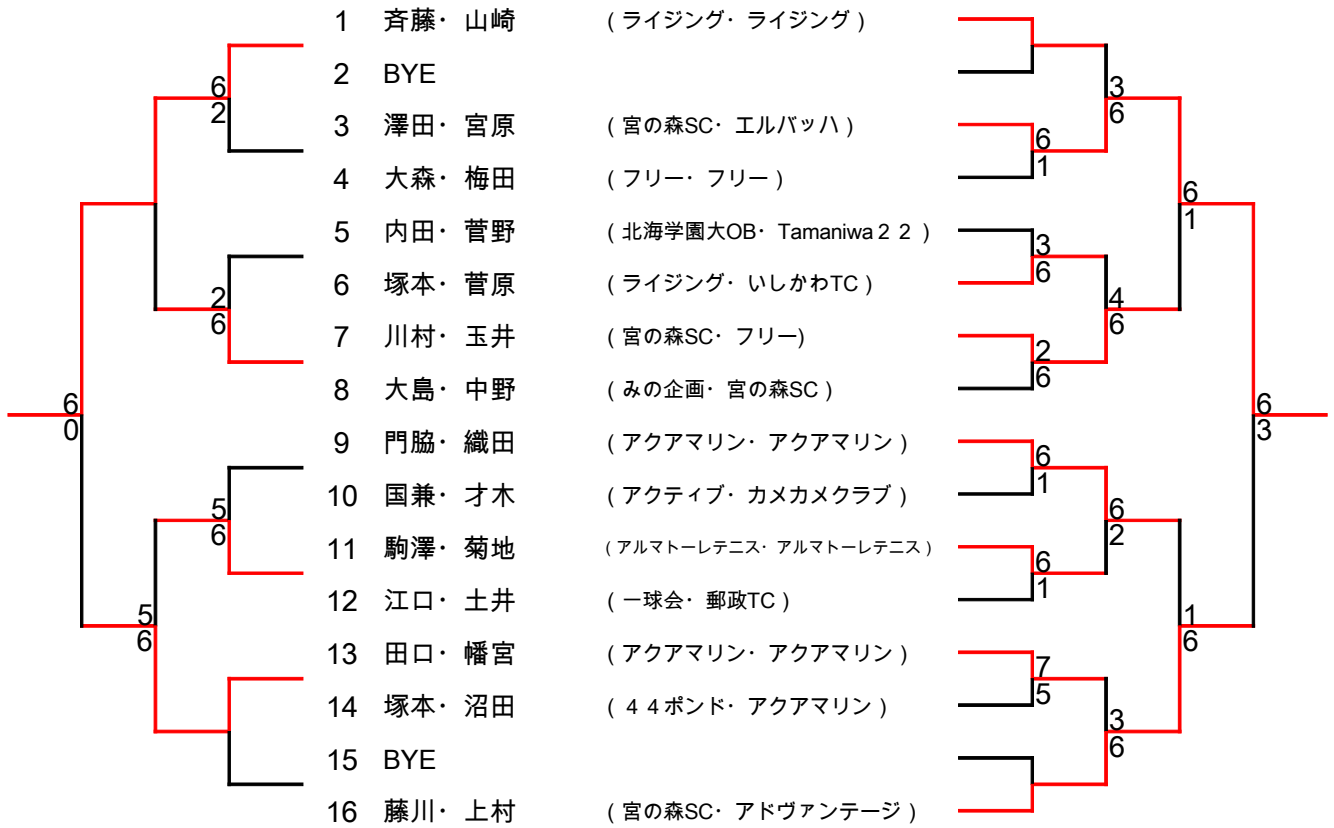 1 斉藤・山崎 (ライジング・ライジング)
2 BYE
3 澤田・宮原 (宮の森SC・エルバッハ)
4 大森・梅田 (フリー・フリー)
5 内田・菅野 (北海学園大OB・Tamaniwa22)
6 塚本・菅原 (ライジング・いしかわTC)
7 川村・玉井 (宮の森SC・フリー)
8 大島・中野 (みの企画・宮の森SC)
9 門脇・織田 (アクアマリン・アクアマリン)
10 国兼・才木 (アクティブ・カメカメクラブ)
11 駒澤・菊地 (アルマトーレテニス・アルマトーレテニス)
12 江口・土井 (一球会・郵政TC)
13 田口・幡宮 (アクアマリン・アクアマリン)
14 塚本・沼田 (44ポンド・アクアマリン)
15 BYE
16 藤川・上村 (宮の森SC・アドヴァンテージ)
6
2
2
6
6
0
5
6
5
6
6
1
3
6
2
6
6
1
6
1
7
5
3
6
4
6
6
2
3
6
6
1
1
6
6
3